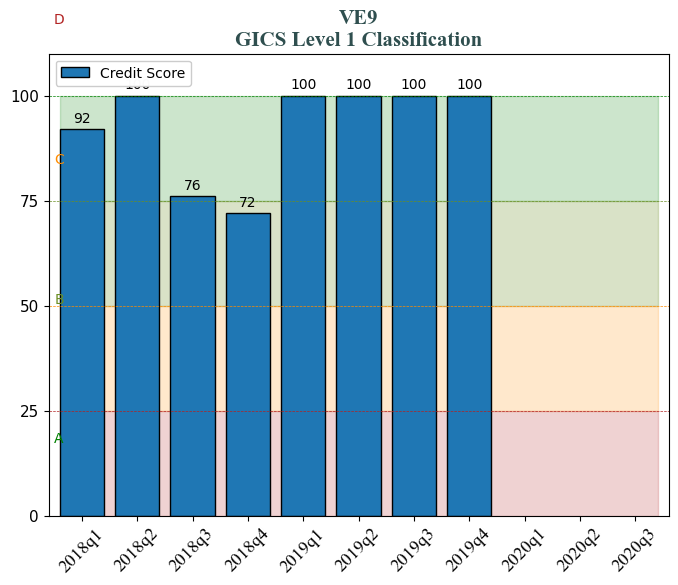 D
VE9
GICS Level 1 Classification
Credit Score
100
92
100
76
72
100
100
100
100
C
75
50
B
25
A
0
2018q1
2018q2
2018q3
2018q4
2019q1
2019q2
2019q3
2019q4
2020q1
2020q2
2020q3